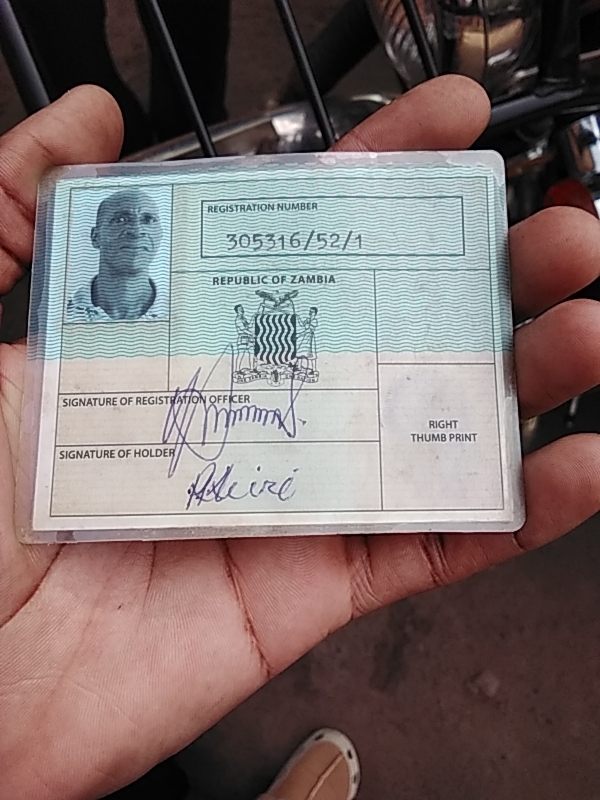 REGISTRATION NUMBER
305316/52/1
REPUBLIC OF ZAMBIA
SIGNATURE OF REGISTRATION OFFICER
SIGNATURE OF HOLDER
RIGHT
THUMB PRINT